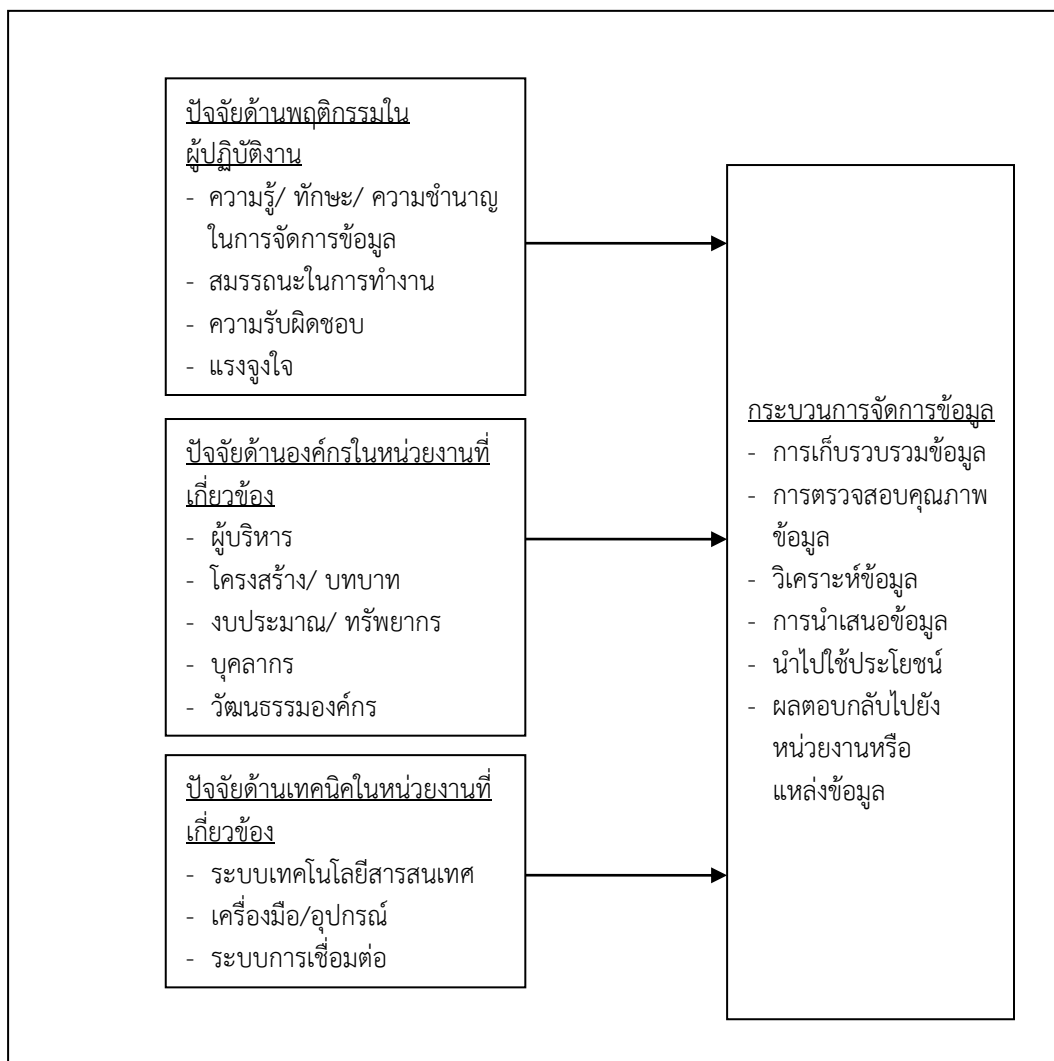 ปัจจัยด้านพฤติกรรมใน
ผู้ปฏิบัติงาน
- ความรู้/ ทักษะ/ ความชำนาญ
ในการจัดการข้อมูล
- สมรรถนะในการทำงาน
- ความรับผิดชอบ
- แรงจูงใจ
ปัจจัยด้านองค์กรในหน่วยงานที่
เกี่ยวข้อง
- ผู้บริหาร
- โครงสร้าง/ บทบาท
- งบประมาณ/ ทรัพยากร
- บุคลากร
- วัฒนธรรมองค์กร
ปัจจัยด้านเทคนิคในหน่วยงานที่
เกี่ยวข้อง
- ระบบเทคโนโลยีสารสนเทศ
- เครื่องมือ/อุปกรณ์
- ระบบการเชื่อมต่อ
กระบวนการจัดการข้อมูล
- การเก็บรวบรวมข้อมูล
- การตรวจสอบคุณภาพ
ข้อมูล
- วิเคราะห์ข้อมูล
- การนำเสนอข้อมูล
- นำไปใช้ประโยชน์
- ผลตอบกลับไปยัง
หน่วยงานหรือ
แหล่งข้อมูล